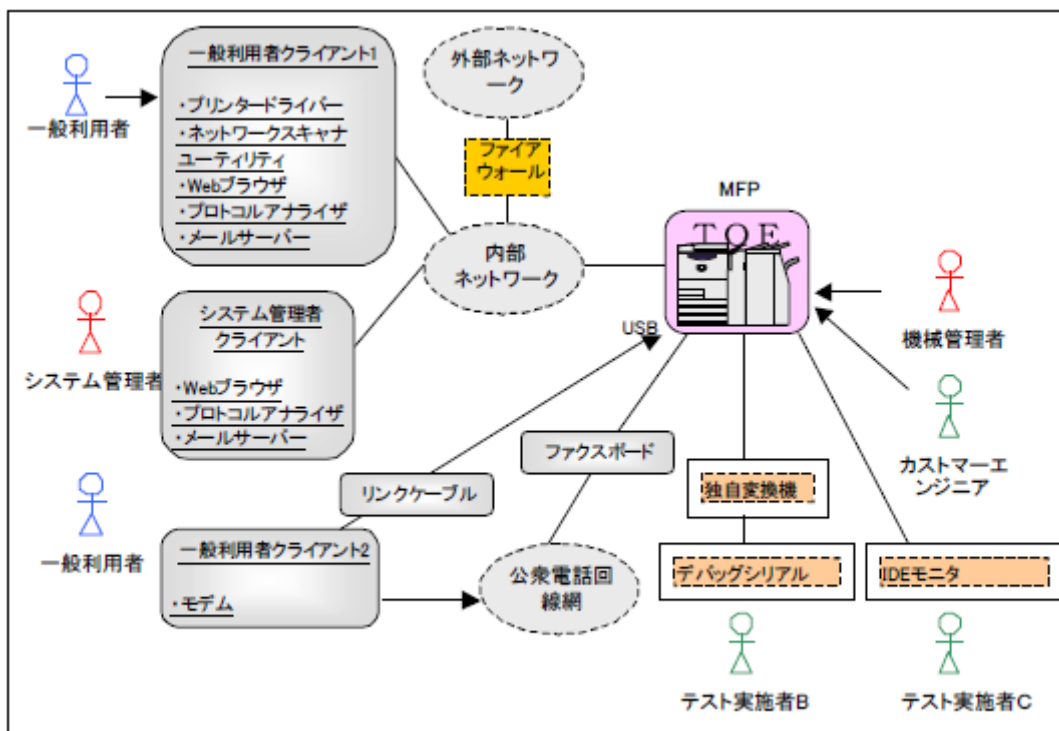 一般利用者
一般利用者クライアント1
・プリンタードライバー
・ネットワークスキャナ
ユーティリティ
・Webブラウザ
・プロトコルアナライザ
・メールサーバー
外部ネットワ
ーク
ファイア
ウォール
内部
ネットワーク
MFP
TOE
USB
機械管理者
カストマーエ
ンジニア
システム管理者
システム管理者
クライアント
・Webブラウザ
・プロトコルアナライザ
・メールサーバー
リンクケーブル
ファクスボード
独自変換機
デバッグシリアル
IDEモニタ
一般利用者
一般利用者クライアント2
・モデム
公衆電話回
線網
テスト実施者B
テスト実施者C